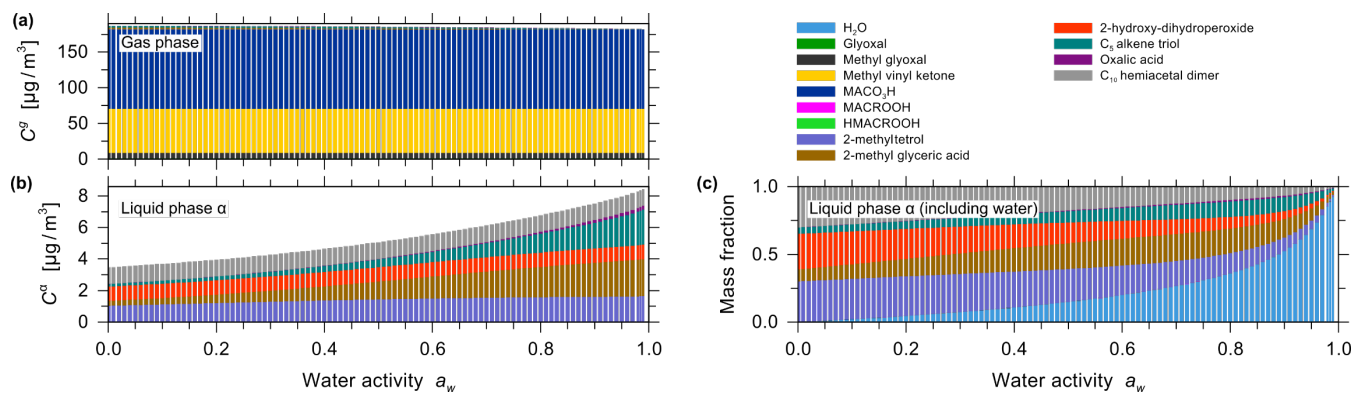 (a)
Gas phase
150
100
50
0
C^g [µg / m³]
(b)
Liquid phase α
8
6
4
2
0
C^α [µg / m³]
0.0 0.2 0.4 0.6 0.8 1.0
Water activity a_w
H₂O
Glyoxal
Methyl glyoxal
Methyl vinyl ketone
MACO₃H
MACROOH
HMACROOH
2-methyltetrol
2-methyl glyceric acid
2-hydroxy-dihydroperoxide
C₅ alkene triol
Oxalic acid
C₁₀ hemiacetal dimer
(c)
Liquid phase α (including water)
1.0
0.5
0.0
Mass fraction
0.0 0.2 0.4 0.6 0.8 1.0
Water activity a_w